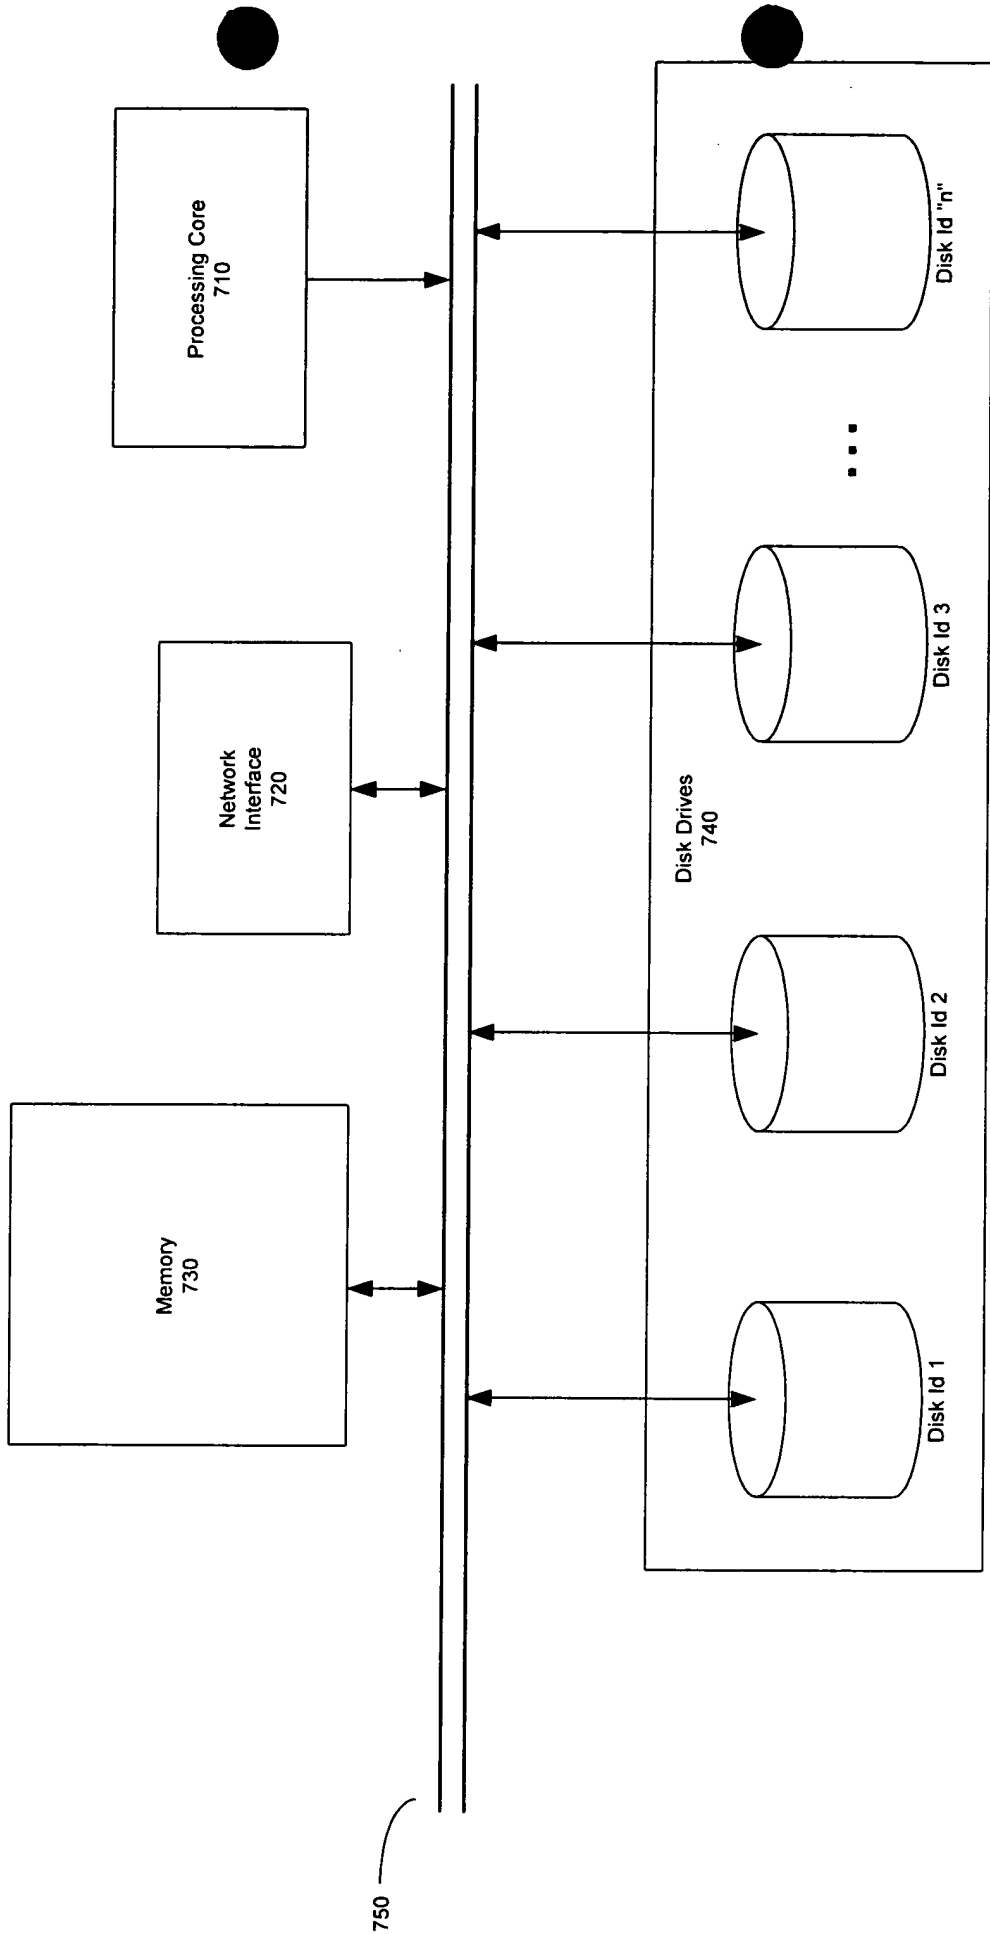 750
Memory
730
Network
Interface
720
Processing Core
710
Disk Drives
740
Disk Id 1
Disk Id 2
Disk Id 3
Disk Id "n"